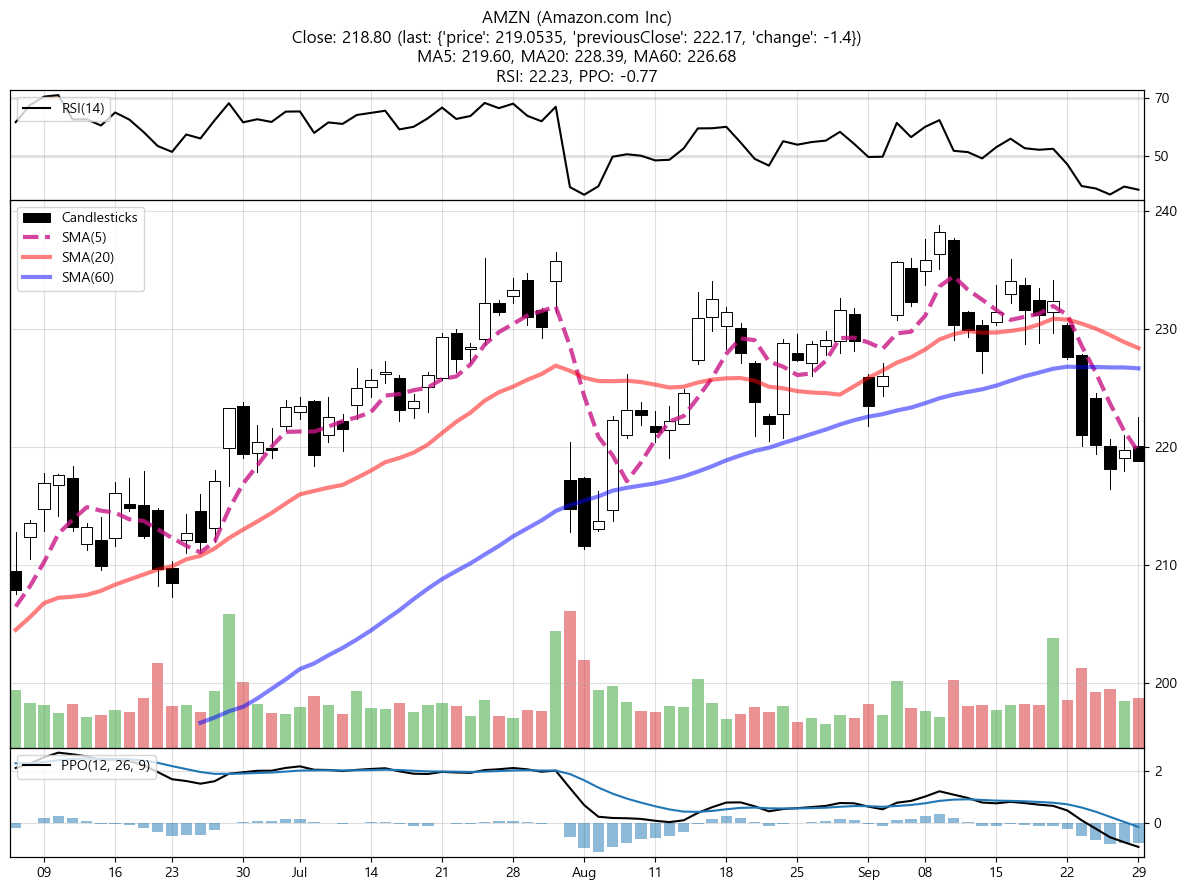 AMZN (Amazon.com Inc)
Close: 218.80 (last: {'price': 219.0535, 'previousClose': 222.17, 'change': -1.4})
MA5: 219.60, MA20: 228.39, MA60: 226.68
RSI: 22.23, PPO: -0.77
RSI(14)
70
50
Candlesticks
SMA(5)
SMA(20)
SMA(60)
240
230
220
210
200
PPO(12, 26, 9)
2
0
09 16 23 30 Jul 14 21 28 Aug 11 18 25 Sep 08 15 22 29